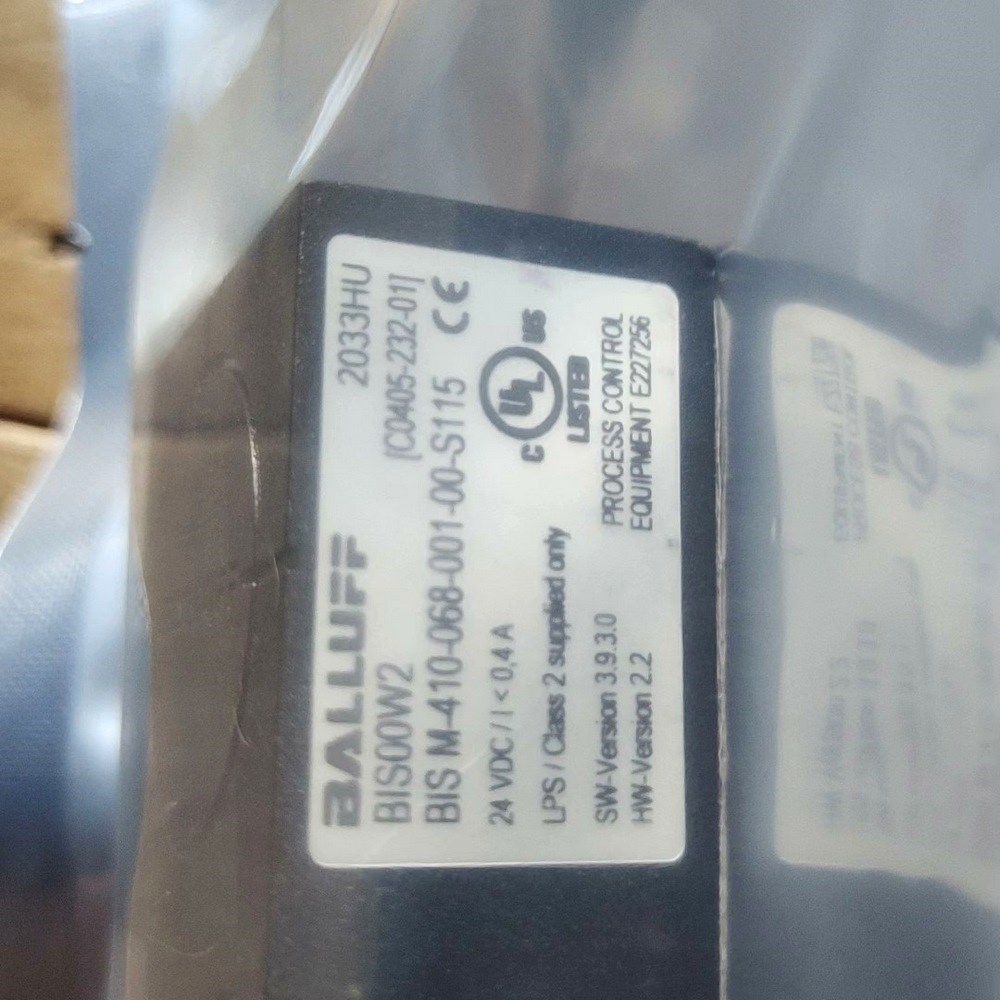 BALLUFF 2033HU
BIS00W2 [C0405-232-01]
BIS M-410-068-001-00-S115 CE
24 VDC / I < 0,4 A
LPS / Class 2 supplied only
C UL US
LISTED
SW-Version 3.9.3.0 PROCESS CONTROL
HW-Version 2.2 EQUIPMENT E227256